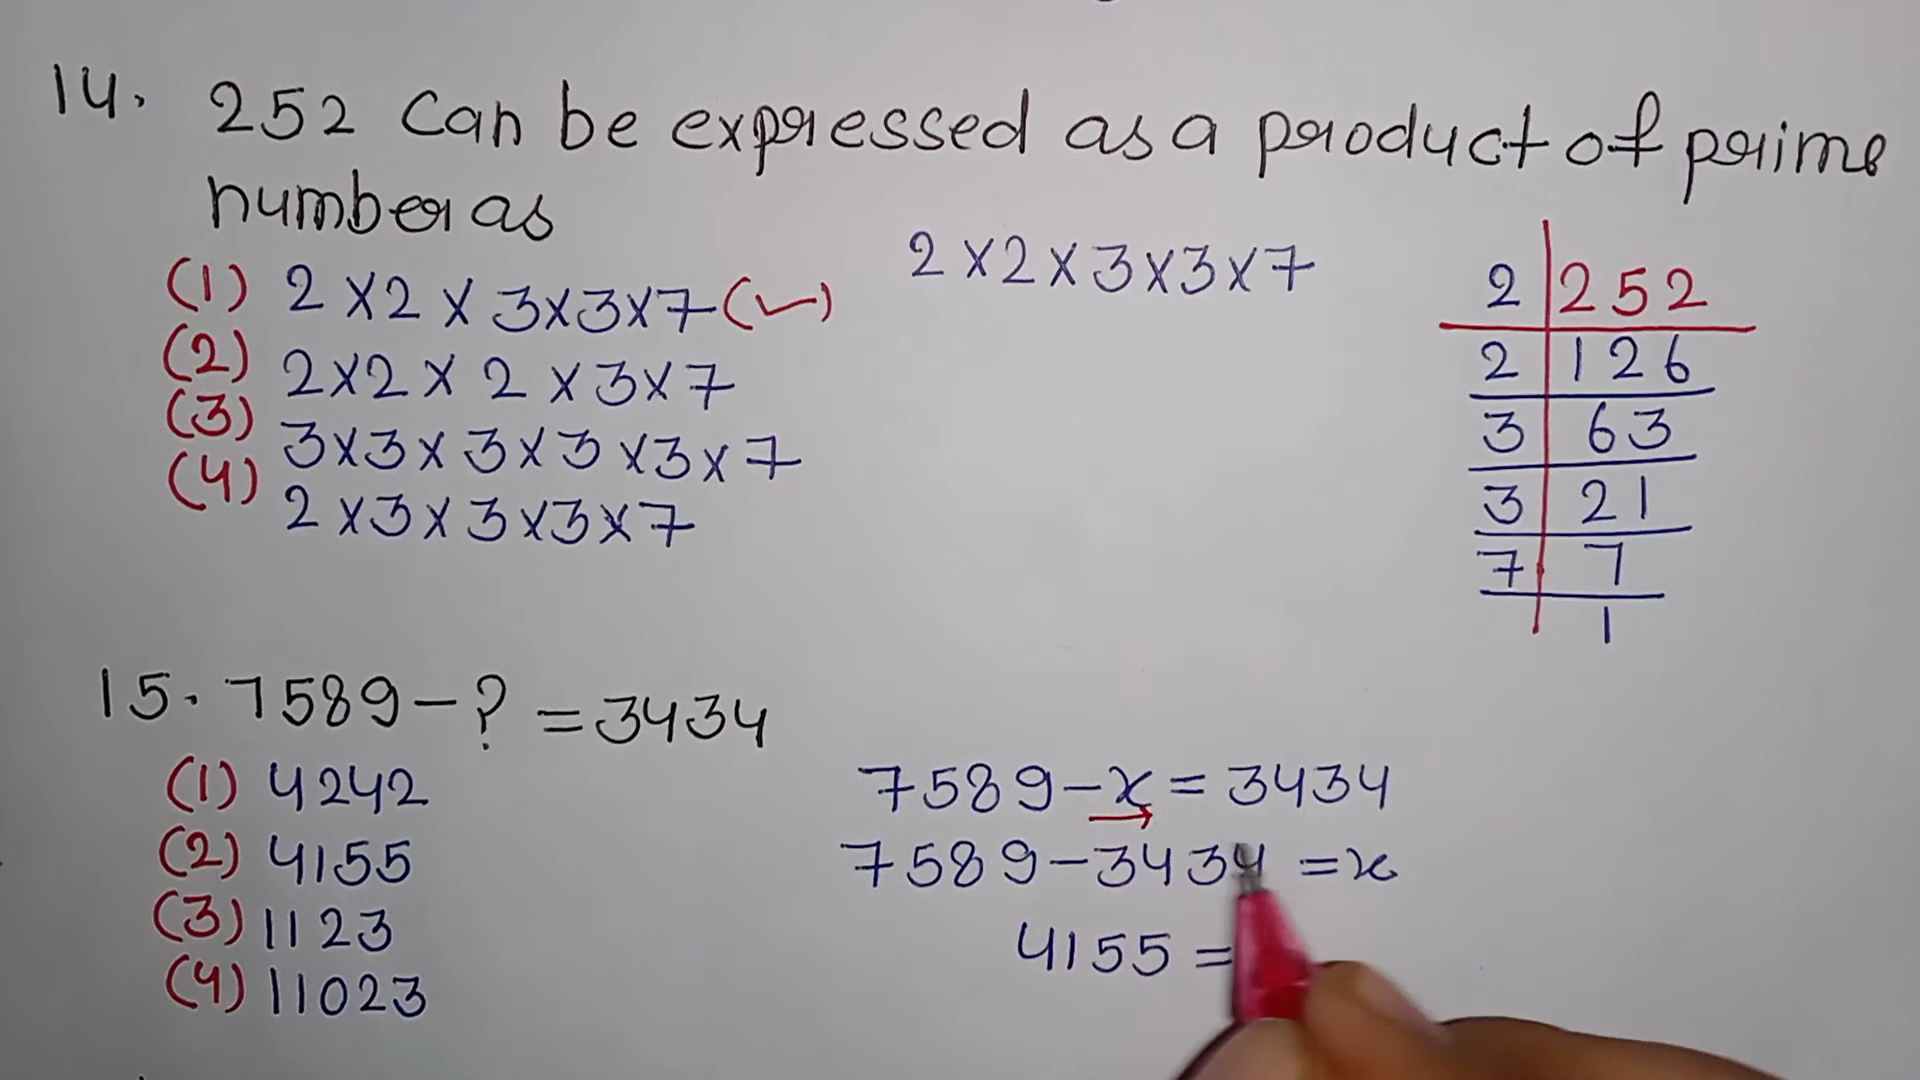 14. 252 Can be expressed as a product of prime
number as
(1) 2 × 2 × 3×3×7 (✓)
(2) 2×2 × 2 × 3×7
(3) 3×3× 3×3 ×3×7
(4) 2 ×3×3×3×7
2 ×2× 3×3×7
2 | 252
2 | 126
3 | 63
3 | 21
7 | 7
1
15. 7589 - ? = 3434
(1) 4242
(2) 4155
(3) 1123
(4) 11023
7589 - x = 3434
7589 - 3434 = x
4155 =